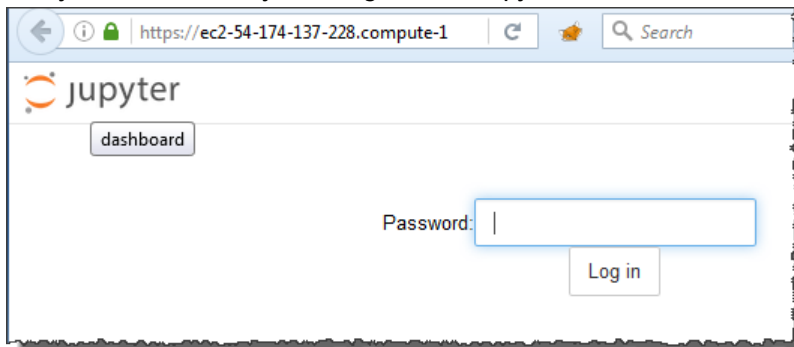 https://ec2-54-174-137-228.compute-1
Search
jupyter
dashboard
Password:
Log in